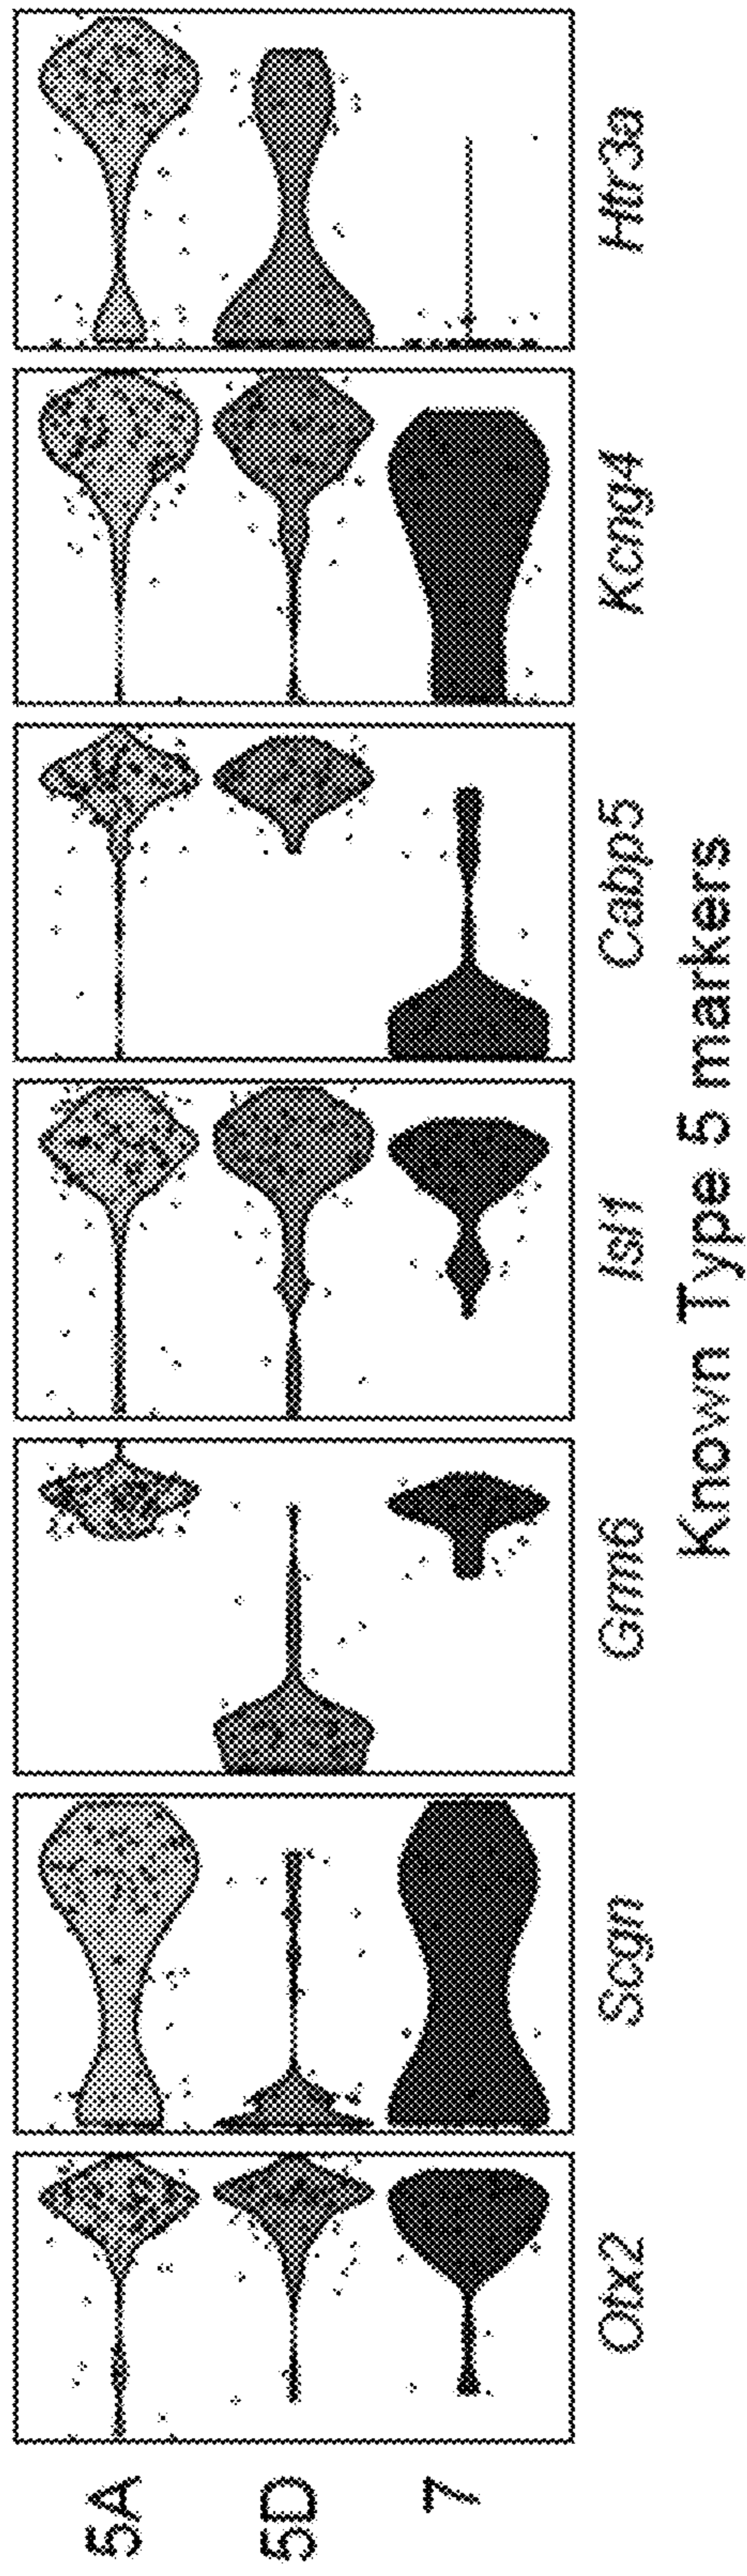 5A
5D
7
Otx2
Scgn
Grm6
Isl1
Cabp5
Kcng4
Htr3a
Known Type 5 markers